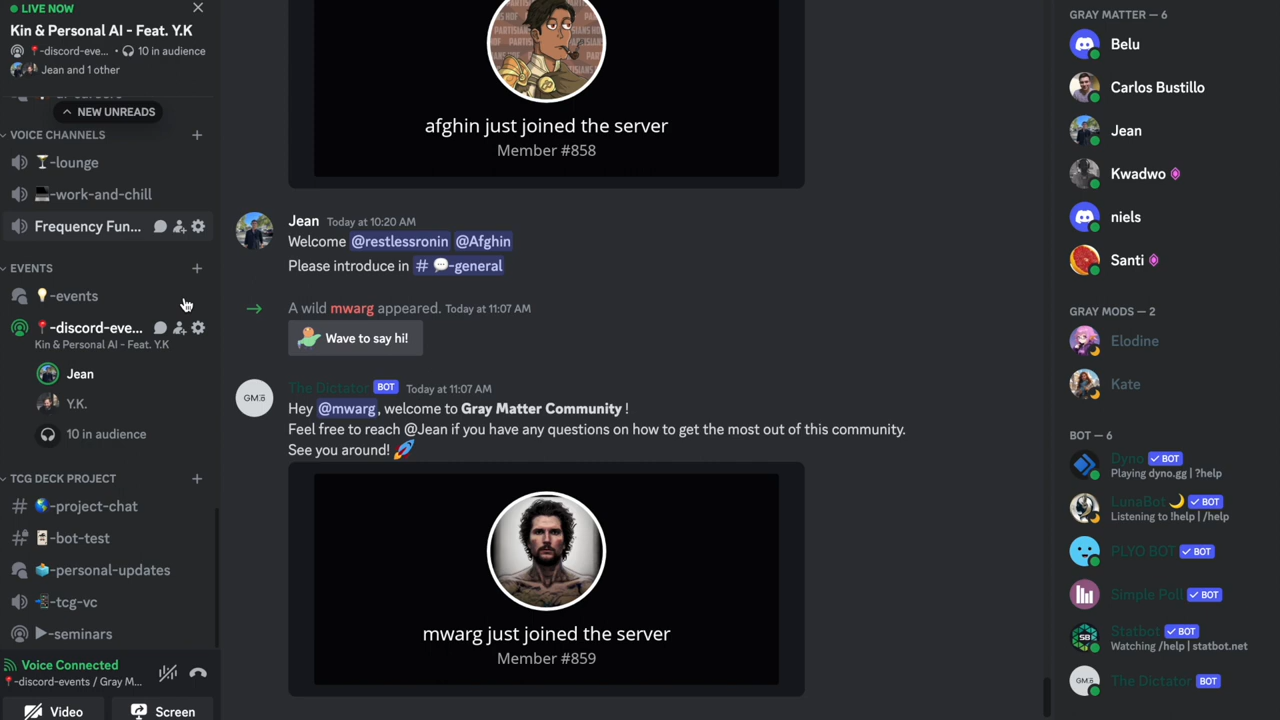 LIVE NOW
Kin & Personal AI - Feat. Y.K
-discord-eve... • 10 in audience
Jean and 1 other
NEW UNREADS
VOICE CHANNELS
-lounge
-work-and-chill
Frequency Fun...
EVENTS
-events
-discord-eve...
Kin & Personal AI - Feat. Y.K
Jean
Y.K.
10 in audience
TCG DECK PROJECT
-project-chat
-bot-test
-personal-updates
-tcg-vc
-seminars
Voice Connected
-discord-events / Gray M...
Video
Screen
PARTISIANS
afghin just joined the server
Member #858
Jean Today at 10:20 AM
Welcome @restlessronin @Afghin
Please introduce in # -general
A wild mwarg appeared. Today at 11:07 AM
Wave to say hi!
GM:
The Dictator BOT Today at 11:07 AM
Hey @mwarg, welcome to Gray Matter Community !
Feel free to reach @Jean if you have any questions on how to get the most out of this community.
See you around!
mwarg just joined the server
Member #859
GRAY MATTER — 6
Belu
Carlos Bustillo
Jean
Kwadwo
niels
Santi
GRAY MODS — 2
Elodine
Kate
BOT — 6
Dyno BOT
Playing dyno.gg | ?help
LunaBot BOT
Listening to !help | /help
PLYO BOT BOT
Simple Poll BOT
SB
Statbot BOT
Watching /help | statbot.net
GM:
The Dictator BOT